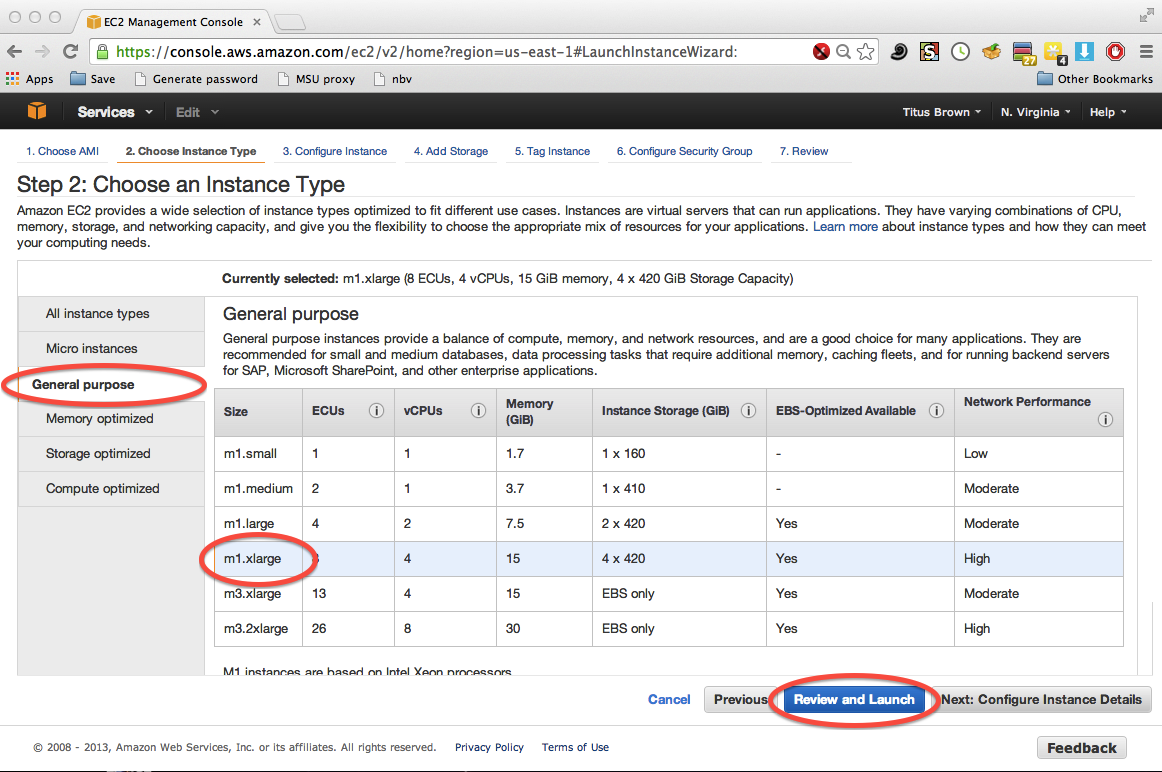 EC2 Management Console
https://console.aws.amazon.com/ec2/v2/home?region=us-east-1#LaunchInstanceWizard:
27
4
Apps Save Generate password MSU proxy nbv Other Bookmarks
Services Edit Titus Brown N. Virginia Help
1. Choose AMI 2. Choose Instance Type 3. Configure Instance 4. Add Storage 5. Tag Instance 6. Configure Security Group 7. Review
Step 2: Choose an Instance Type
Amazon EC2 provides a wide selection of instance types optimized to fit different use cases. Instances are virtual servers that can run applications. They have varying combinations of CPU,
memory, storage, and networking capacity, and give you the flexibility to choose the appropriate mix of resources for your applications. Learn more about instance types and how they can meet
your computing needs.
Currently selected: m1.xlarge (8 ECUs, 4 vCPUs, 15 GiB memory, 4 x 420 GiB Storage Capacity)
All instance types
Micro instances
General purpose
Memory optimized
Storage optimized
Compute optimized
General purpose
General purpose instances provide a balance of compute, memory, and network resources, and are a good choice for many applications. They are
recommended for small and medium databases, data processing tasks that require additional memory, caching fleets, and for running backend servers
for SAP, Microsoft SharePoint, and other enterprise applications.
Size ECUs vCPUs Memory (GiB) Instance Storage (GiB) EBS-Optimized Available Network Performance
m1.small 1 1 1.7 1 x 160 - Low
m1.medium 2 1 3.7 1 x 410 - Moderate
m1.large 4 2 7.5 2 x 420 Yes Moderate
m1.xlarge 8 4 15 4 x 420 Yes High
m3.xlarge 13 4 15 EBS only Yes Moderate
m3.2xlarge 26 8 30 EBS only Yes High
M1 instances are based on Intel Xeon processors
Cancel Previous Review and Launch Next: Configure Instance Details
© 2008 - 2013, Amazon Web Services, Inc. or its affiliates. All rights reserved. Privacy Policy Terms of Use Feedback